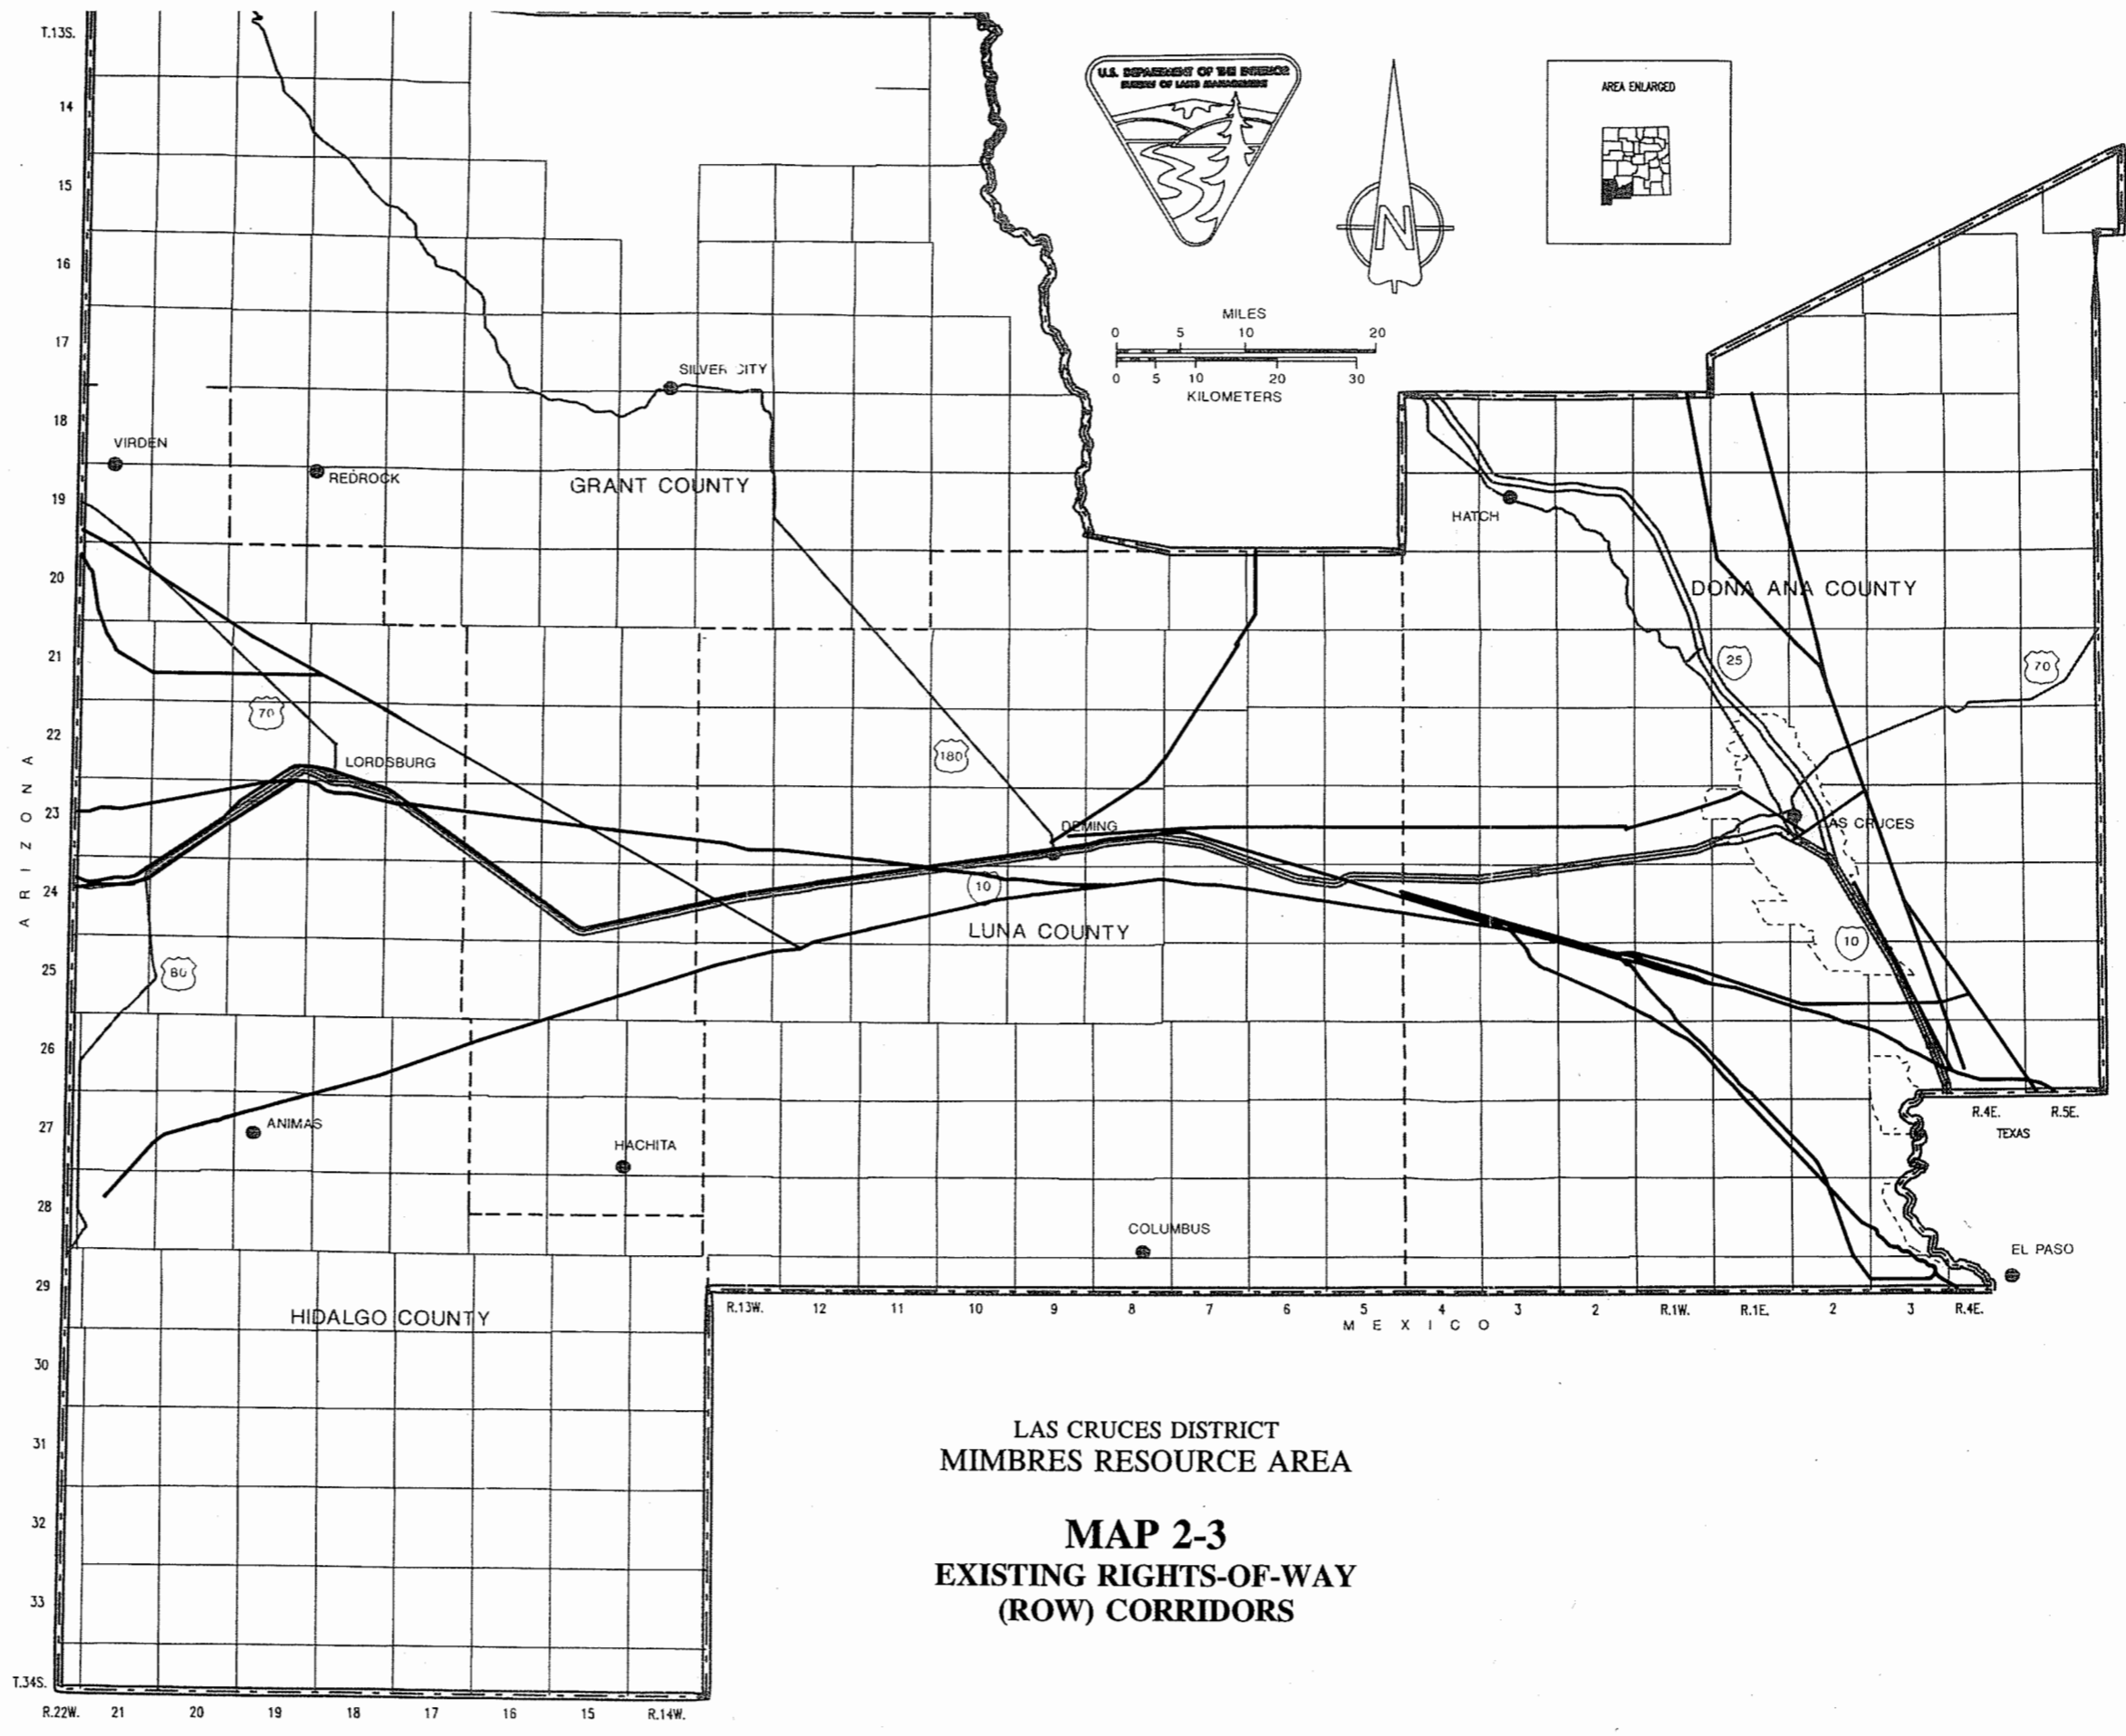 T.13S.
14
15
16
17
18
19
20
21
22
23
24
25
26
27
28
29
30
31
32
33
T.34S.
ARIZONA
U.S. DEPARTMENT OF THE INTERIOR
BUREAU OF LAND MANAGEMENT
N
AREA ENLARGED
MILES
0 5 10 20
0 5 10 20 30
KILOMETERS
SILVER CITY
VIRDEN
REDROCK
GRANT COUNTY
HATCH
DOÑA ANA COUNTY
25
70
70
LORDSBURG
180
DEMING
LAS CRUCES
10
LUNA COUNTY
10
80
ANIMAS
HACHITA
COLUMBUS
R.4E. R.5E.
TEXAS
EL PASO
HIDALGO COUNTY
R.13W. 12 11 10 9 8 7 6 5 4 3 2 R.1W. R.1E. 2 3 R.4E.
MEXICO
LAS CRUCES DISTRICT
MIMBRES RESOURCE AREA
MAP 2-3
EXISTING RIGHTS-OF-WAY
(ROW) CORRIDORS
R.22W. 21 20 19 18 17 16 15 R.14W.